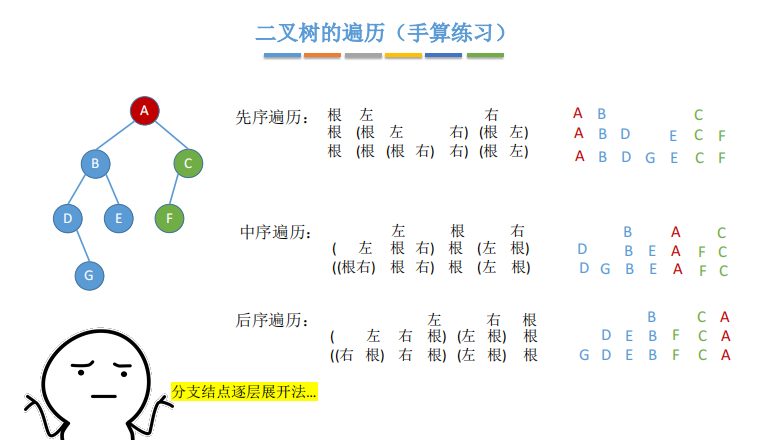 二叉树的遍历（手算练习）
A
B C
D E F
G
先序遍历： 根 左 右 A B C
根 (根 左 右) (根 左) A B D E C F
根 (根 (根 右) 右) (根 左) A B D G E C F
中序遍历： 左 根 右 B A C
( 左 根 右) 根 (左 根) D B E A F C
((根右) 根 右) 根 (左 根) D G B E A F C
后序遍历： 左 右 根 B C A
( 左 右 根) (左 根) 根 D E B F C A
((右 根) 右 根) (左 根) 根 G D E B F C A
分支结点逐层展开法...